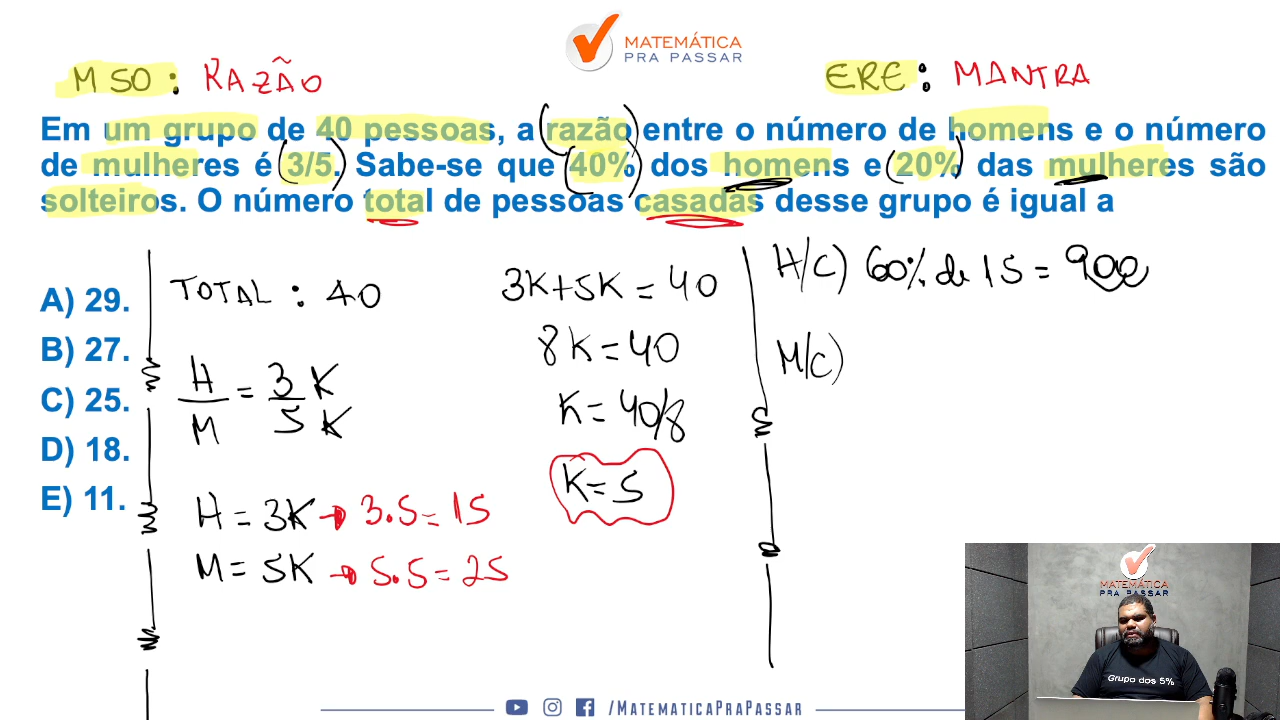 MATEMÁTICA
PRA PASSAR
MSO: RAZÃO
ERE: MANTRA
Em um grupo de 40 pessoas, a razão entre o número de homens e o número
de mulheres é 3/5. Sabe-se que 40% dos homens e 20% das mulheres são
solteiros. O número total de pessoas casadas desse grupo é igual a
A) 29.
B) 27.
C) 25.
D) 18.
E) 11.
TOTAL: 40
H/M = 3K/5K
H = 3K → 3.5 = 15
M = 5K → 5.5 = 25
3K+5K = 40
8K = 40
K = 40/8
K = 5
H/C) 60% de 15 = 900
M/C)
MATEMÁTICA
PRA PASSAR
Grupo dos 5%
/MATEMATICAPRAPASSAR